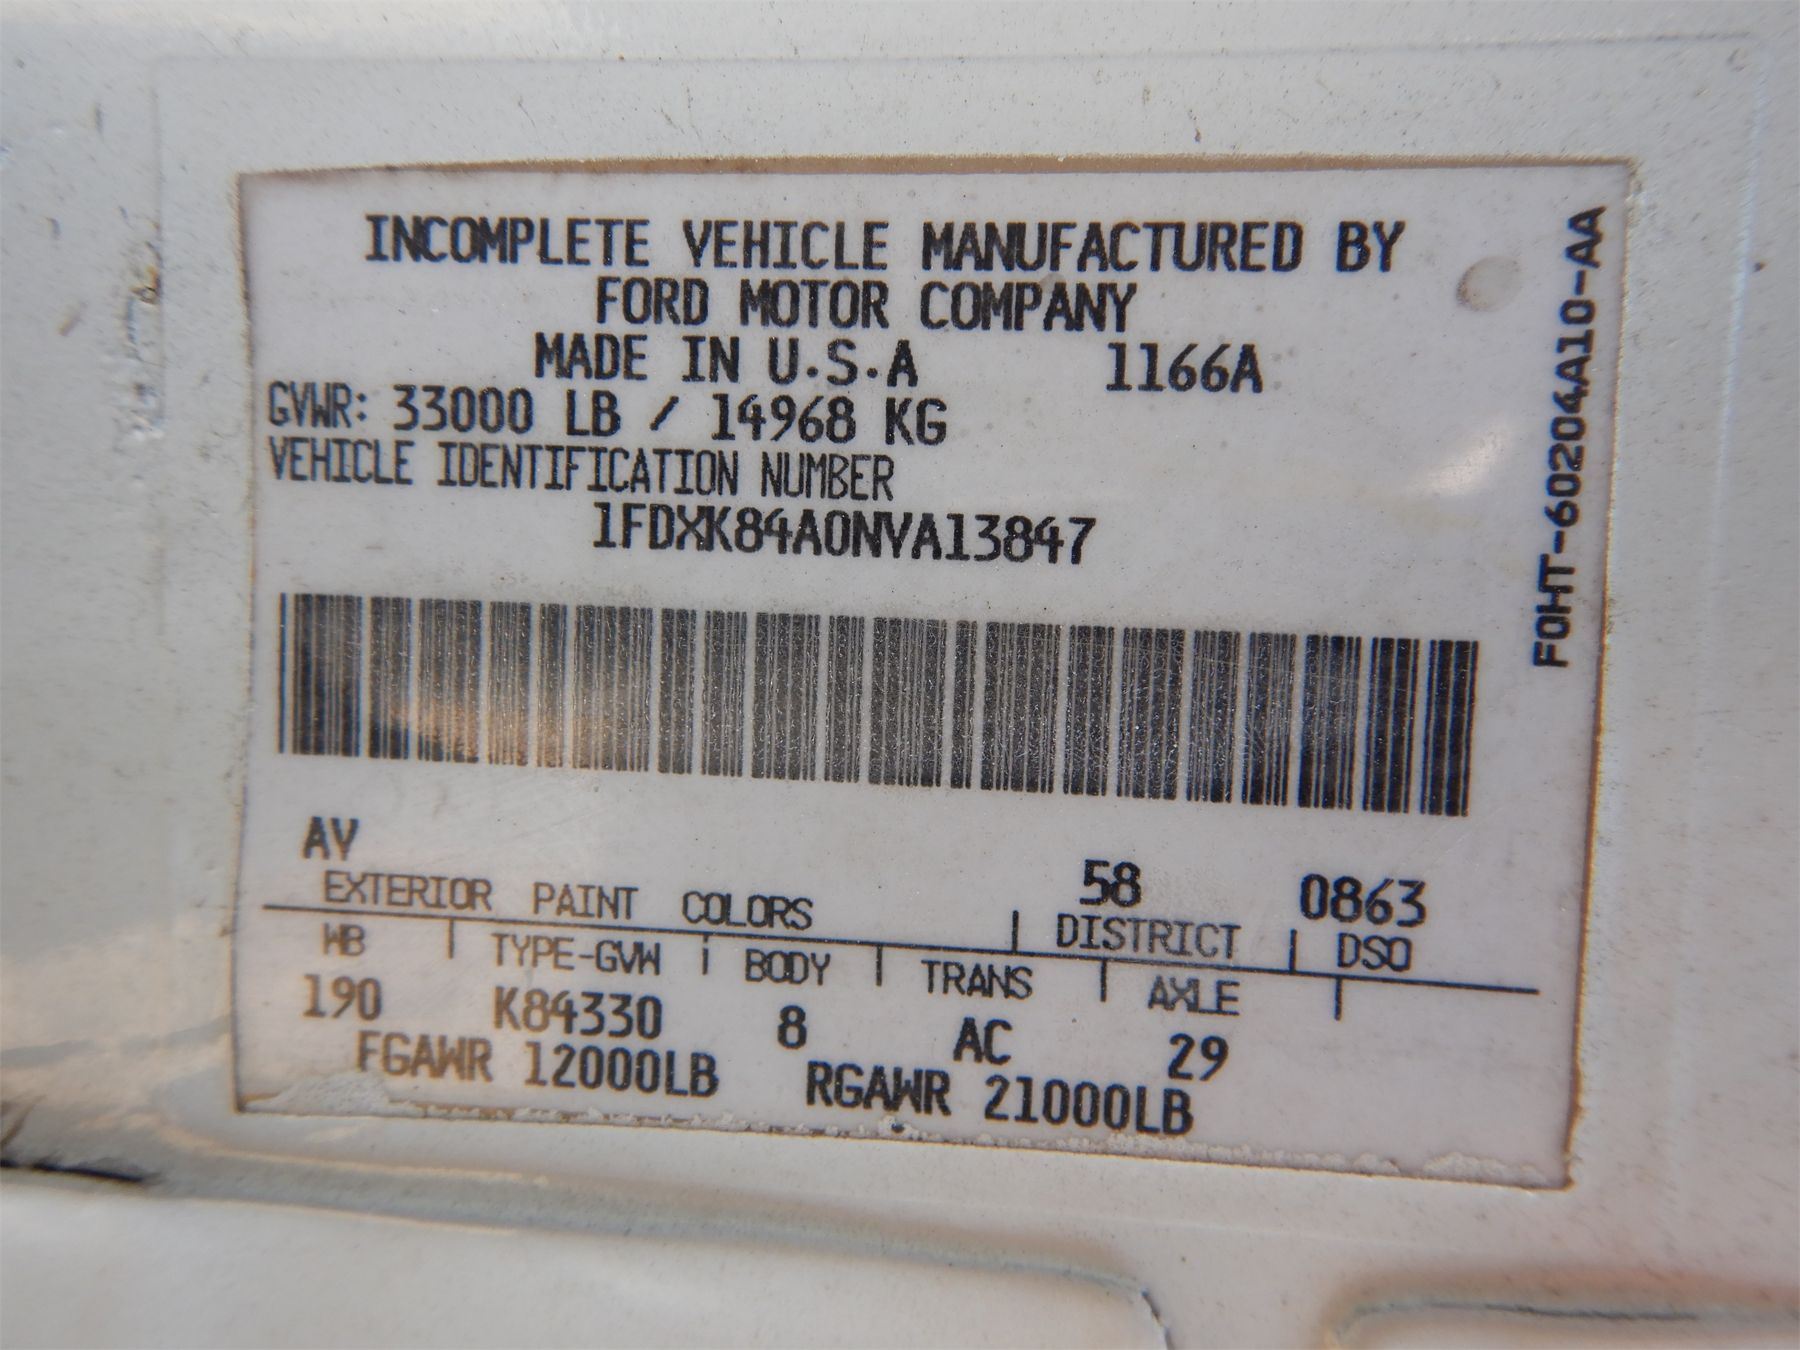 INCOMPLETE VEHICLE MANUFACTURED BY
FORD MOTOR COMPANY
MADE IN U.S.A 1166A
GVWR: 33000 LB / 14968 KG
VEHICLE IDENTIFICATION NUMBER
1FDXK84A0NVA13847
F0HT-60204A10-AA
AY 58 0863
EXTERIOR PAINT COLORS DISTRICT DSO
WB TYPE-GVW BODY TRANS AXLE
190 K84330 8 AC 29
FGAWR 12000LB RGAWR 21000LB